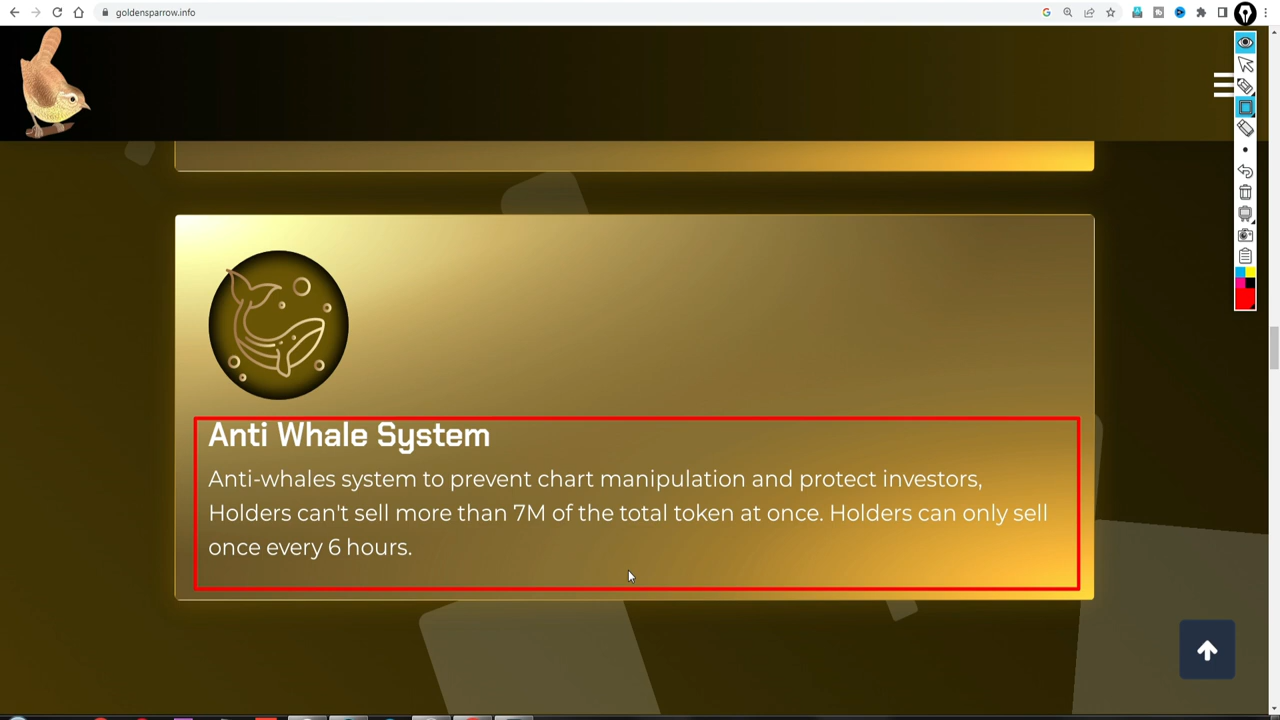 goldensparrow.info
Anti Whale System
Anti-whales system to prevent chart manipulation and protect investors,
Holders can't sell more than 7M of the total token at once. Holders can only sell
once every 6 hours.